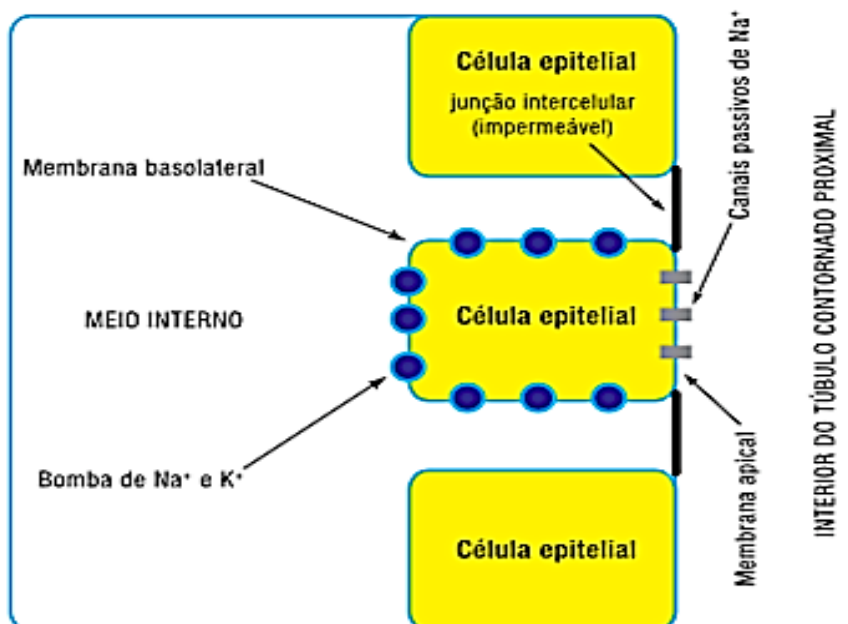 Célula epitelial
junção intercelular
(impermeável)
Canais passivos de Na⁺
INTERIOR DO TÚBULO CONTORNADO PROXIMAL
Membrana basolateral
MEIO INTERNO
Célula epitelial
Bomba de Na⁺ e K⁺
Membrana apical
Célula epitelial